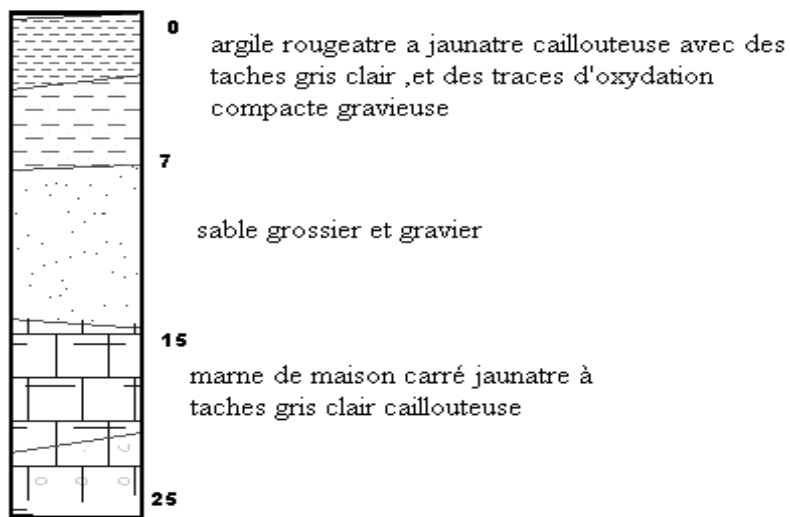 0
argile rougeatre a jaunatre caillouteuse avec des
taches gris clair ,et des traces d'oxydation
compacte gravieuse
7
sable grossier et gravier
15
marne de maison carré jaunatre à
taches gris clair caillouteuse
25